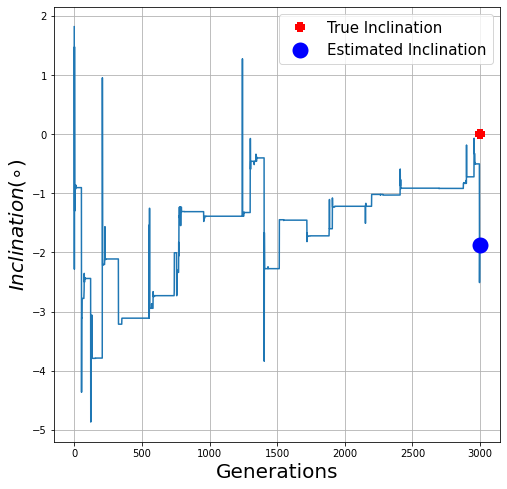 True Inclination
Estimated Inclination
2
1
0
−1
−2
−3
−4
−5
Inclination(∘)
0 500 1000 1500 2000 2500 3000
Generations